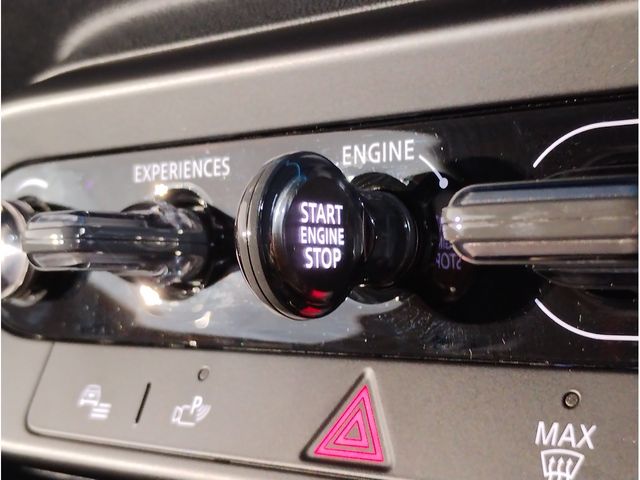 EXPERIENCES
ENGINE
START
ENGINE
STOP
P
MAX